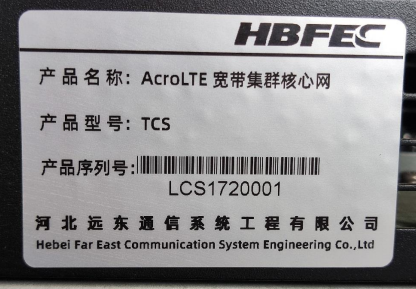 HBFEC
产品名称：AcroLTE 宽带集群核心网
产品型号：TCS
产品序列号：
LCS1720001
河北远东通信系统工程有限公司
Hebei Far East Communication System Engineering Co.,Ltd